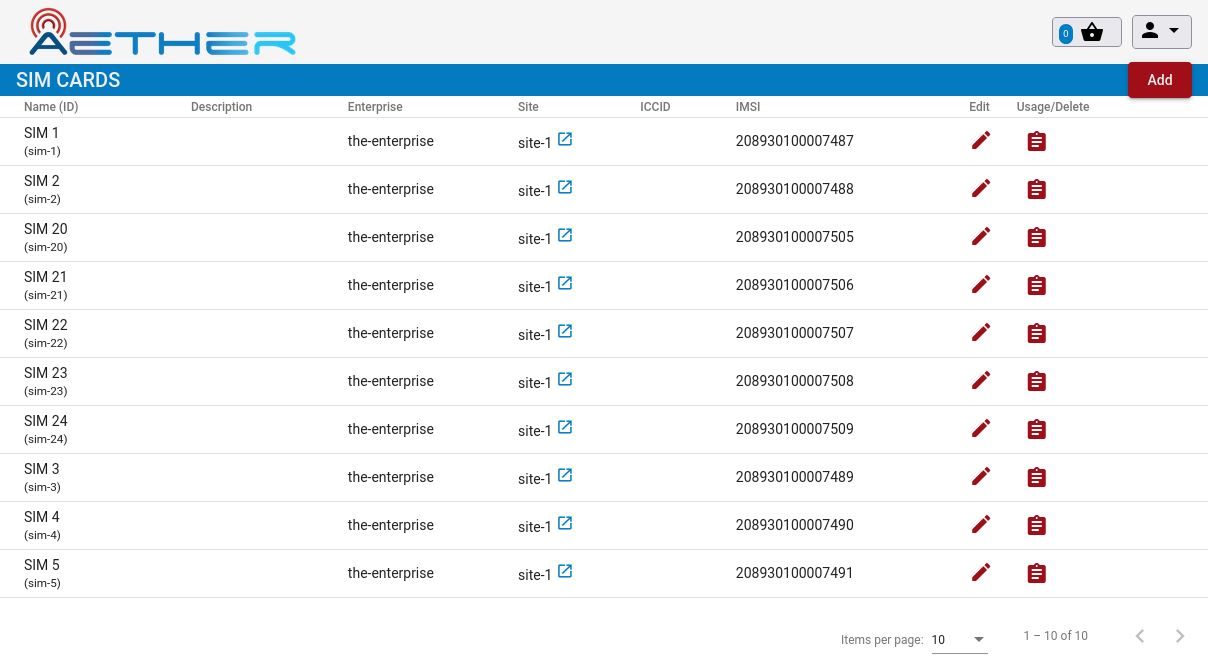 AETHER
0
SIM CARDS
Add
Name (ID) Description Enterprise Site ICCID IMSI Edit Usage/Delete
SIM 1
(sim-1)
the-enterprise site-1 208930100007487
SIM 2
(sim-2)
the-enterprise site-1 208930100007488
SIM 20
(sim-20)
the-enterprise site-1 208930100007505
SIM 21
(sim-21)
the-enterprise site-1 208930100007506
SIM 22
(sim-22)
the-enterprise site-1 208930100007507
SIM 23
(sim-23)
the-enterprise site-1 208930100007508
SIM 24
(sim-24)
the-enterprise site-1 208930100007509
SIM 3
(sim-3)
the-enterprise site-1 208930100007489
SIM 4
(sim-4)
the-enterprise site-1 208930100007490
SIM 5
(sim-5)
the-enterprise site-1 208930100007491
Items per page: 10 1 – 10 of 10